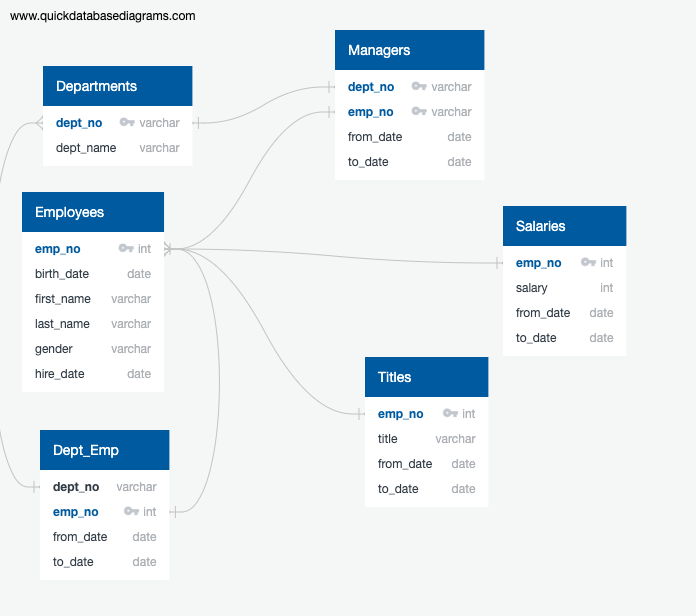 www.quickdatabasediagrams.com
Managers
dept_no varchar
emp_no varchar
from_date date
to_date date
Departments
dept_no varchar
dept_name varchar
Employees
emp_no int
birth_date date
first_name varchar
last_name varchar
gender varchar
hire_date date
Salaries
emp_no int
salary int
from_date date
to_date date
Titles
emp_no int
title varchar
from_date date
to_date date
Dept_Emp
dept_no varchar
emp_no int
from_date date
to_date date